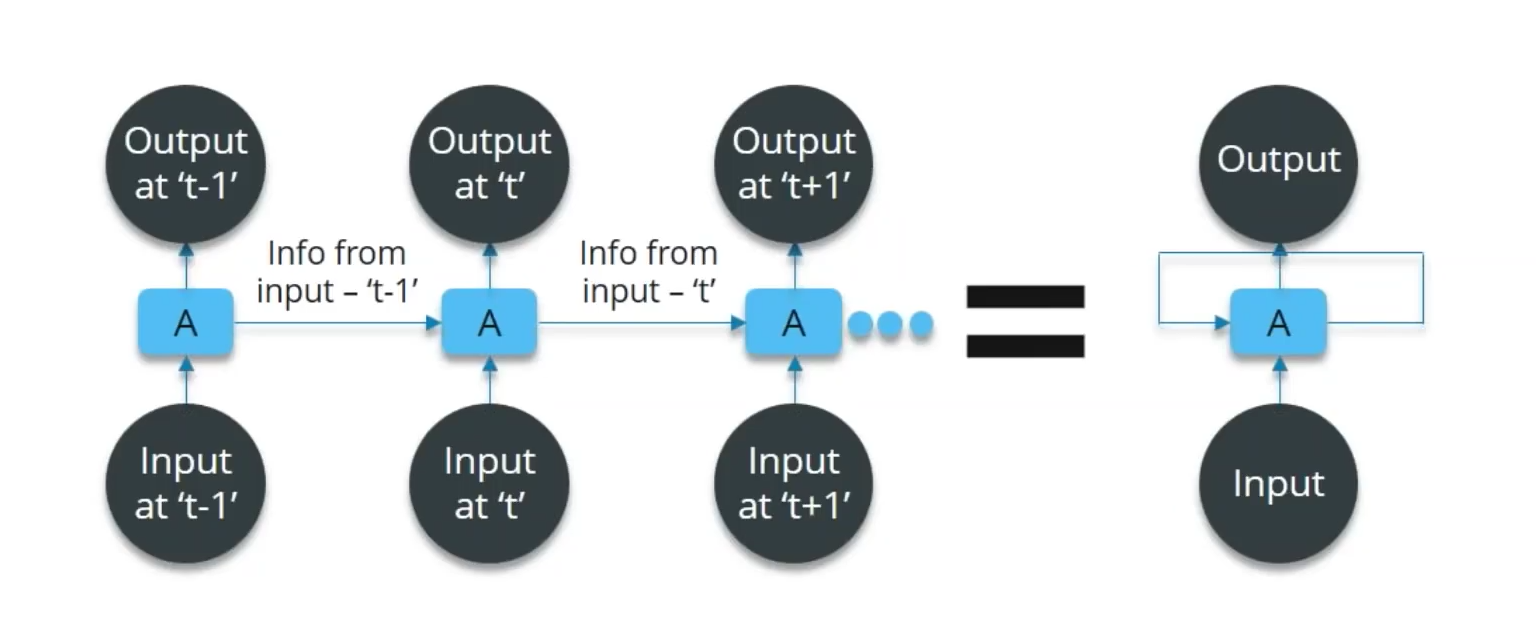 Output
at ‘t-1’
Output
at ‘t’
Output
at ‘t+1’
Output
Info from
input – ‘t-1’
Info from
input – ‘t’
A
A
A
A
Input
at ‘t-1’
Input
at ‘t’
Input
at ‘t+1’
Input